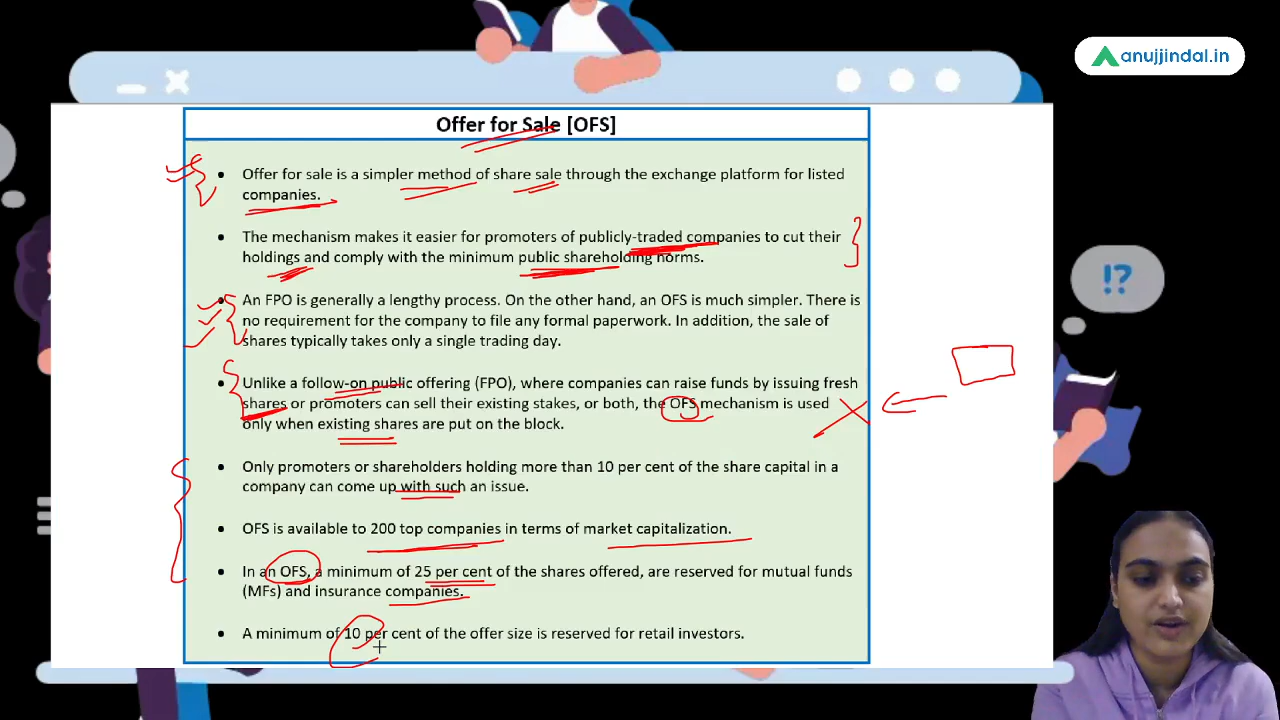 anujjindal.in
Offer for Sale [OFS]
• Offer for sale is a simpler method of share sale through the exchange platform for listed
companies.
• The mechanism makes it easier for promoters of publicly-traded companies to cut their
holdings and comply with the minimum public shareholding norms.
• An FPO is generally a lengthy process. On the other hand, an OFS is much simpler. There is
no requirement for the company to file any formal paperwork. In addition, the sale of
shares typically takes only a single trading day.
• Unlike a follow-on public offering (FPO), where companies can raise funds by issuing fresh
shares or promoters can sell their existing stakes, or both, the OFS mechanism is used
only when existing shares are put on the block.
• Only promoters or shareholders holding more than 10 per cent of the share capital in a
company can come up with such an issue.
• OFS is available to 200 top companies in terms of market capitalization.
• In an OFS, a minimum of 25 per cent of the shares offered, are reserved for mutual funds
(MFs) and insurance companies.
• A minimum of 10 per cent of the offer size is reserved for retail investors.
!?